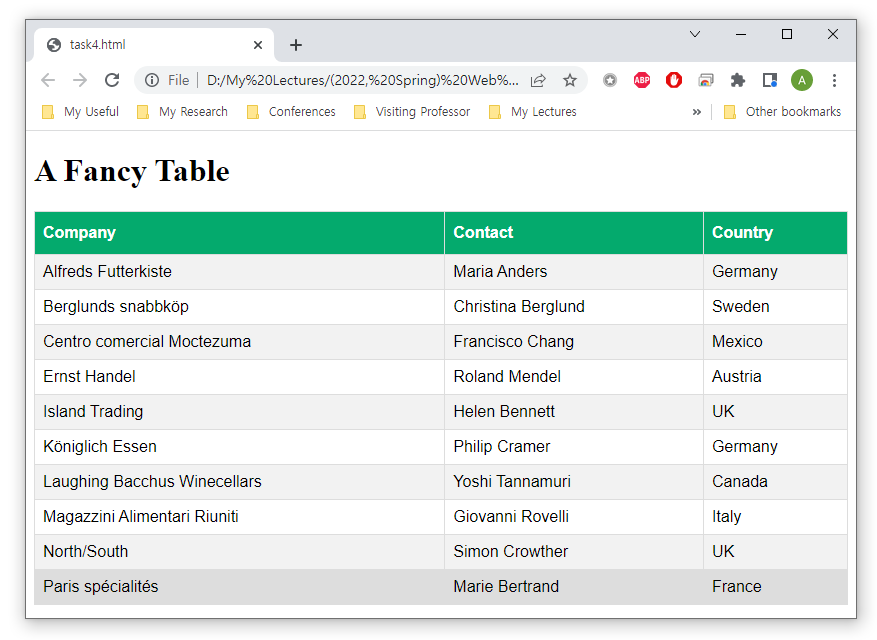 task4.html
File D:/My%20Lectures/(2022,%20Spring)%20Web%... ABP A
My Useful My Research Conferences Visiting Professor My Lectures » Other bookmarks
A Fancy Table
Company Contact Country
Alfreds Futterkiste Maria Anders Germany
Berglunds snabbköp Christina Berglund Sweden
Centro comercial Moctezuma Francisco Chang Mexico
Ernst Handel Roland Mendel Austria
Island Trading Helen Bennett UK
Königlich Essen Philip Cramer Germany
Laughing Bacchus Winecellars Yoshi Tannamuri Canada
Magazzini Alimentari Riuniti Giovanni Rovelli Italy
North/South Simon Crowther UK
Paris spécialités Marie Bertrand France